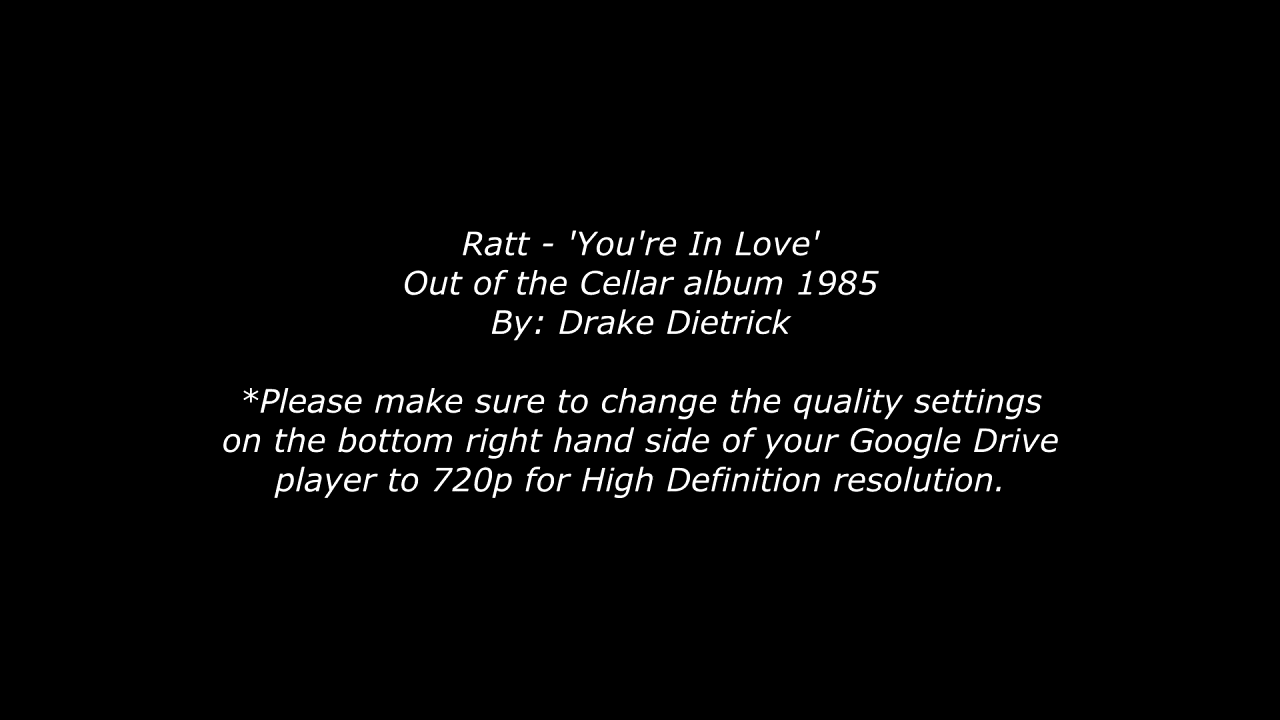 Ratt - 'You're In Love'
Out of the Cellar album 1985
By: Drake Dietrick
*Please make sure to change the quality settings
on the bottom right hand side of your Google Drive
player to 720p for High Definition resolution.